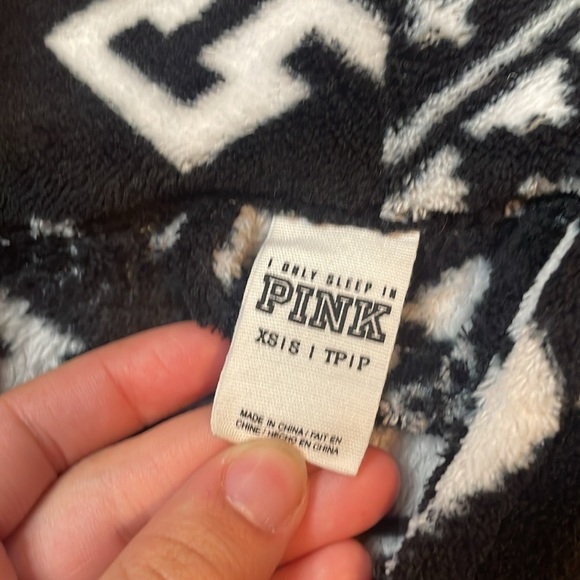 I ONLY SLEEP IN
PINK
XS|S | TP|P
MADE IN CHINA / FAIT EN
CHINE / HECHO EN CHINA